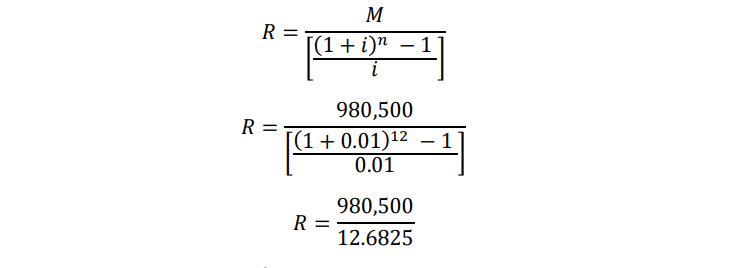 R = M / [((1 + i)ⁿ − 1) / i]
R = 980,500 / [((1 + 0.01)¹² − 1) / 0.01]
R = 980,500 / 12.6825